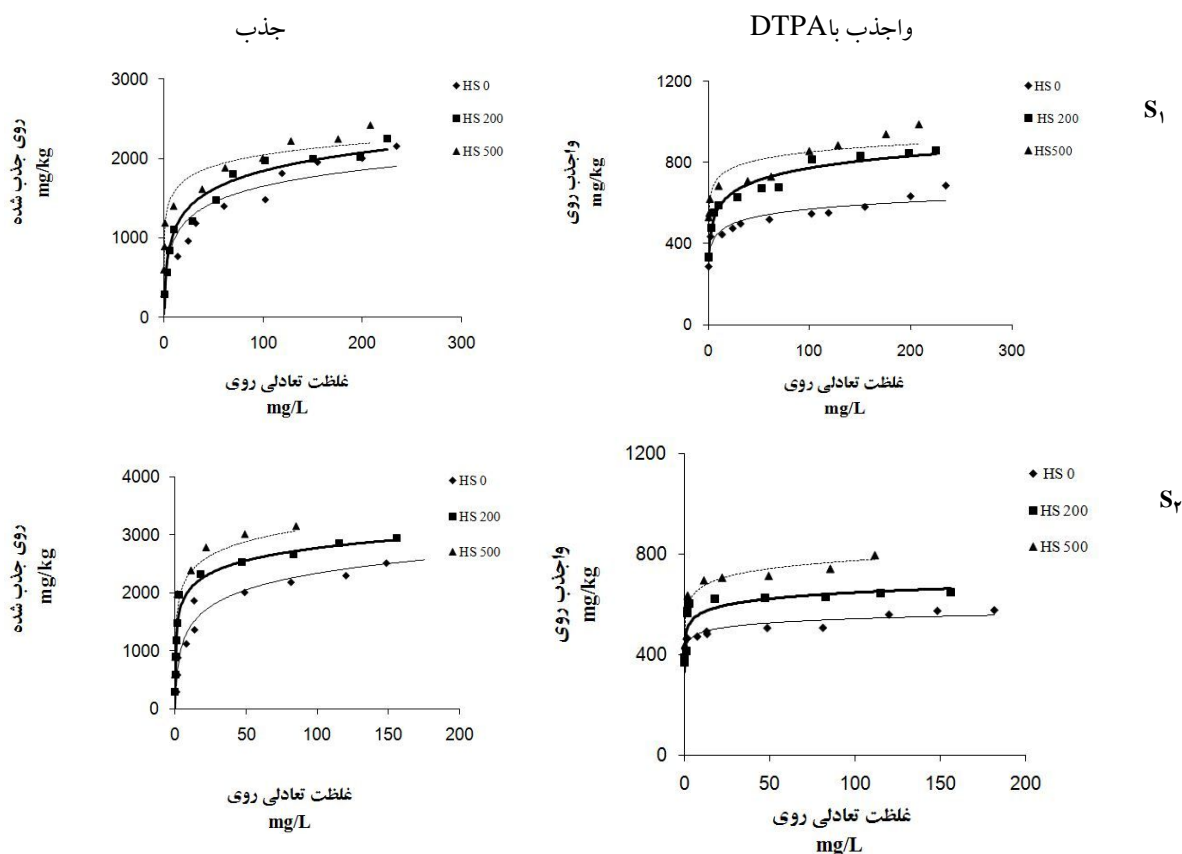 جذب
واجذب با DTPA
3000
2000
1000
0
0 100 200 300
روی جذب شده
mg/kg
غلظت تعادلی روی
mg/L
HS 0
HS 200
HS 500
1200
800
400
0
0 100 200 300
واجذب روی
mg/kg
غلظت تعادلی روی
mg/L
HS 0
HS 200
HS500
S۱
4000
3000
2000
1000
0
0 50 100 150 200
روی جذب شده
mg/kg
غلظت تعادلی روی
mg/L
HS 0
HS 200
HS 500
1200
800
400
0
0 50 100 150 200
واجذب روی
mg/kg
غلظت تعادلی روی
mg/L
HS 0
HS 200
HS 500
S۲